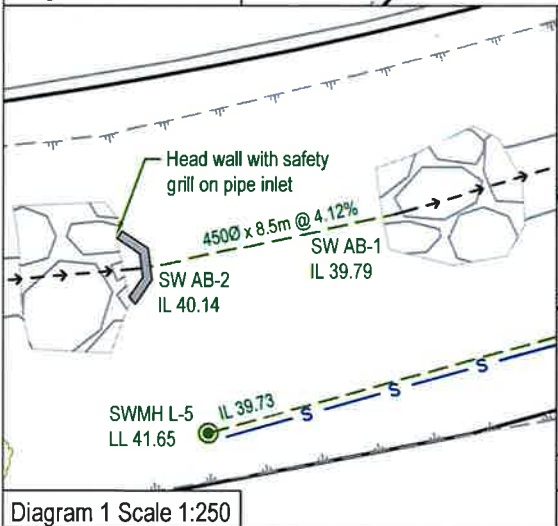 Head wall with safety
grill on pipe inlet
450Ø x 8.5m @ 4.12%
SW AB-1
IL 39.79
SW AB-2
IL 40.14
SWMH L-5
LL 41.65
IL 39.73
S
S
S
Diagram 1 Scale 1:250